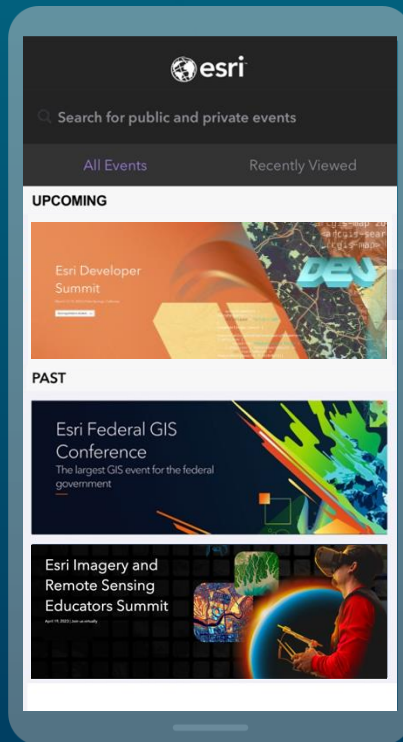 esri
Search for public and private events
All Events
Recently Viewed
UPCOMING
Esri Developer
Summit
DEV
PAST
Esri Federal GIS
Conference
The largest GIS event for the federal
government
Esri Imagery and
Remote Sensing
Educators Summit